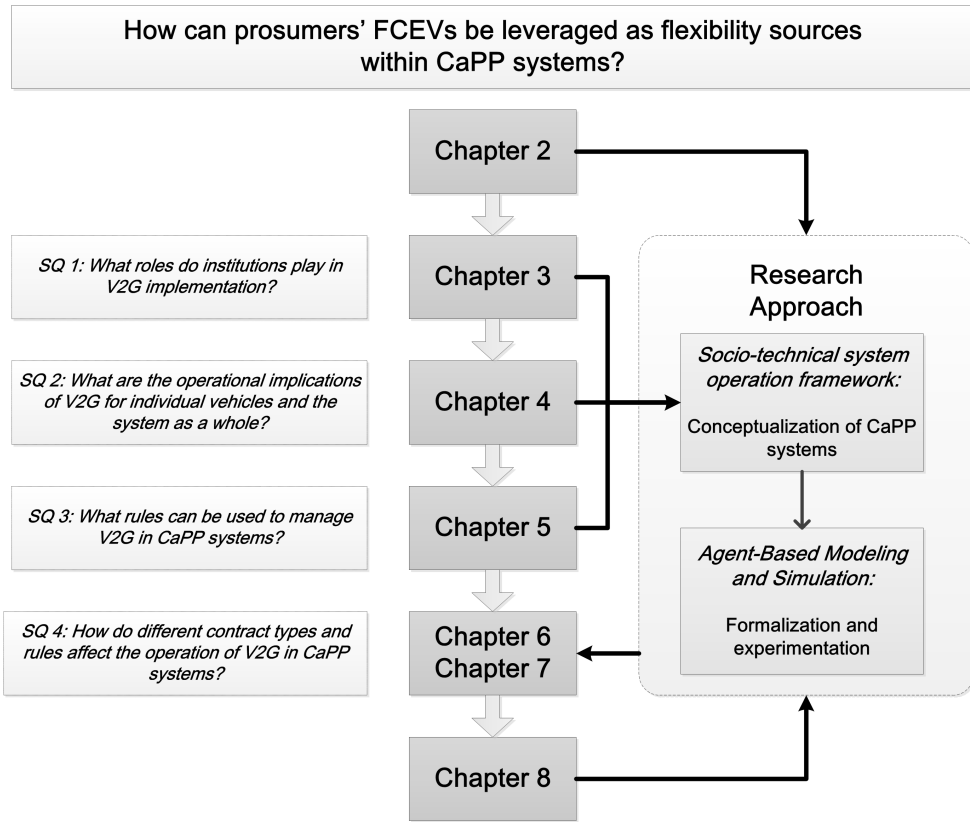 How can prosumers' FCEVs be leveraged as flexibility sources
within CaPP systems?
Chapter 2
SQ 1: What roles do institutions play in
V2G implementation?
Chapter 3
SQ 2: What are the operational implications
of V2G for individual vehicles and the
system as a whole?
Chapter 4
SQ 3: What rules can be used to manage
V2G in CaPP systems?
Chapter 5
SQ 4: How do different contract types and
rules affect the operation of V2G in CaPP
systems?
Chapter 6
Chapter 7
Chapter 8
Research
Approach
Socio-technical system
operation framework:
Conceptualization of CaPP
systems
Agent-Based Modeling
and Simulation:
Formalization and
experimentation